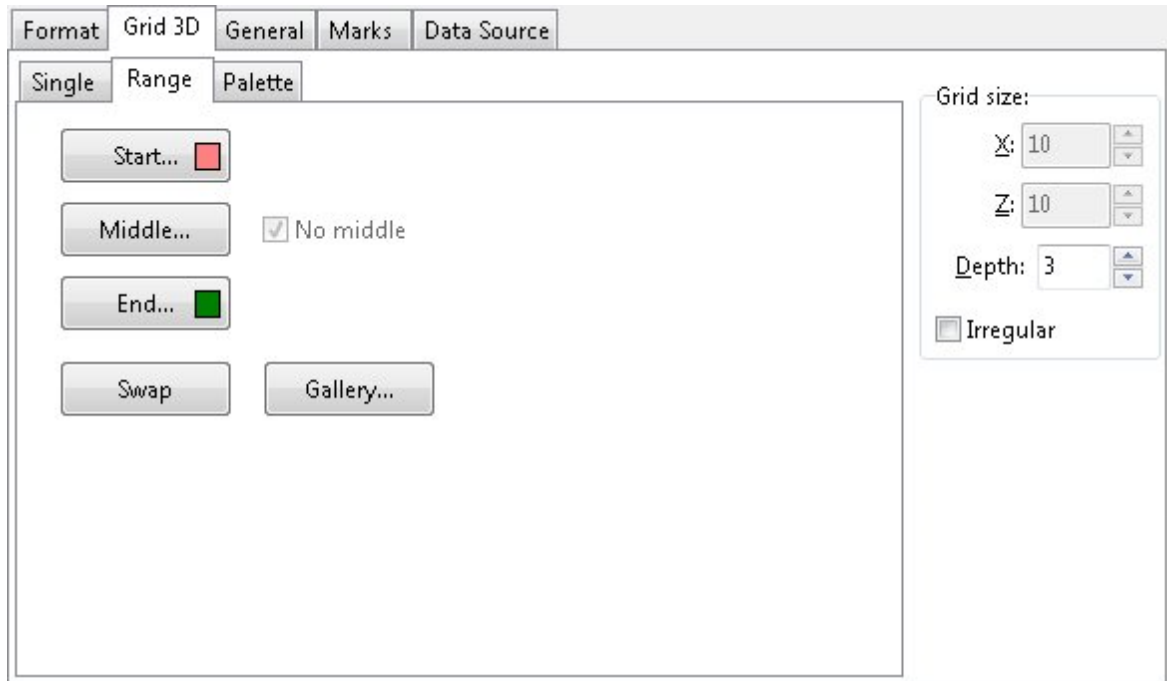 Format Grid 3D General Marks Data Source
Single Range Palette
Grid size:
Start...
X: 10
Middle... No middle
Z: 10
End...
Depth: 3
Irregular
Swap Gallery...